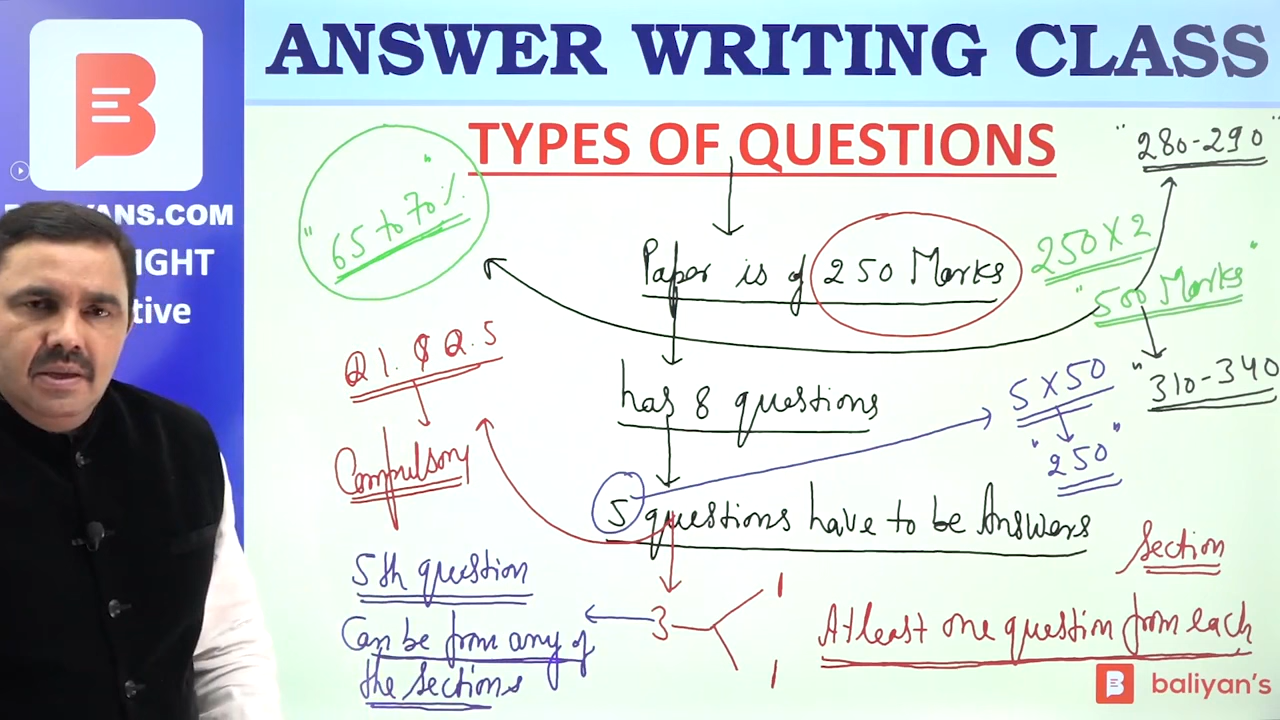 ANSWER WRITING CLASS
TYPES OF QUESTIONS
"280-290"
"65 to 70%"
Paper is of 250 Marks
250 X 2
"500 Marks"
"310-340
Q1. & Q.5
Compulsory
has 8 questions
5 X 50
"250"
5 questions have to be Answers
Section
Atleast one question from each
3
1
1
5th question
Can be from any of
the sections
ANS.COM
IGHT
tive
baliyan's